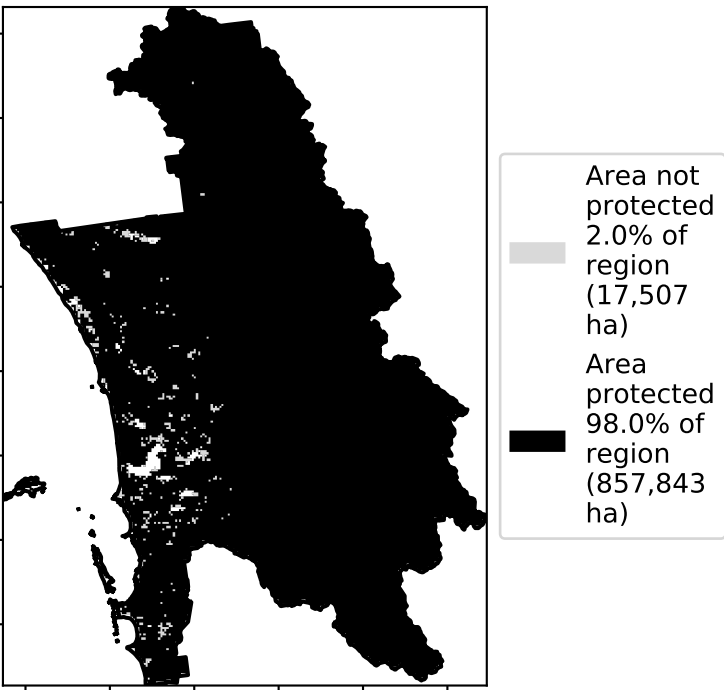 Area not
protected
2.0% of
region
(17,507
ha)
Area
protected
98.0% of
region
(857,843
ha)